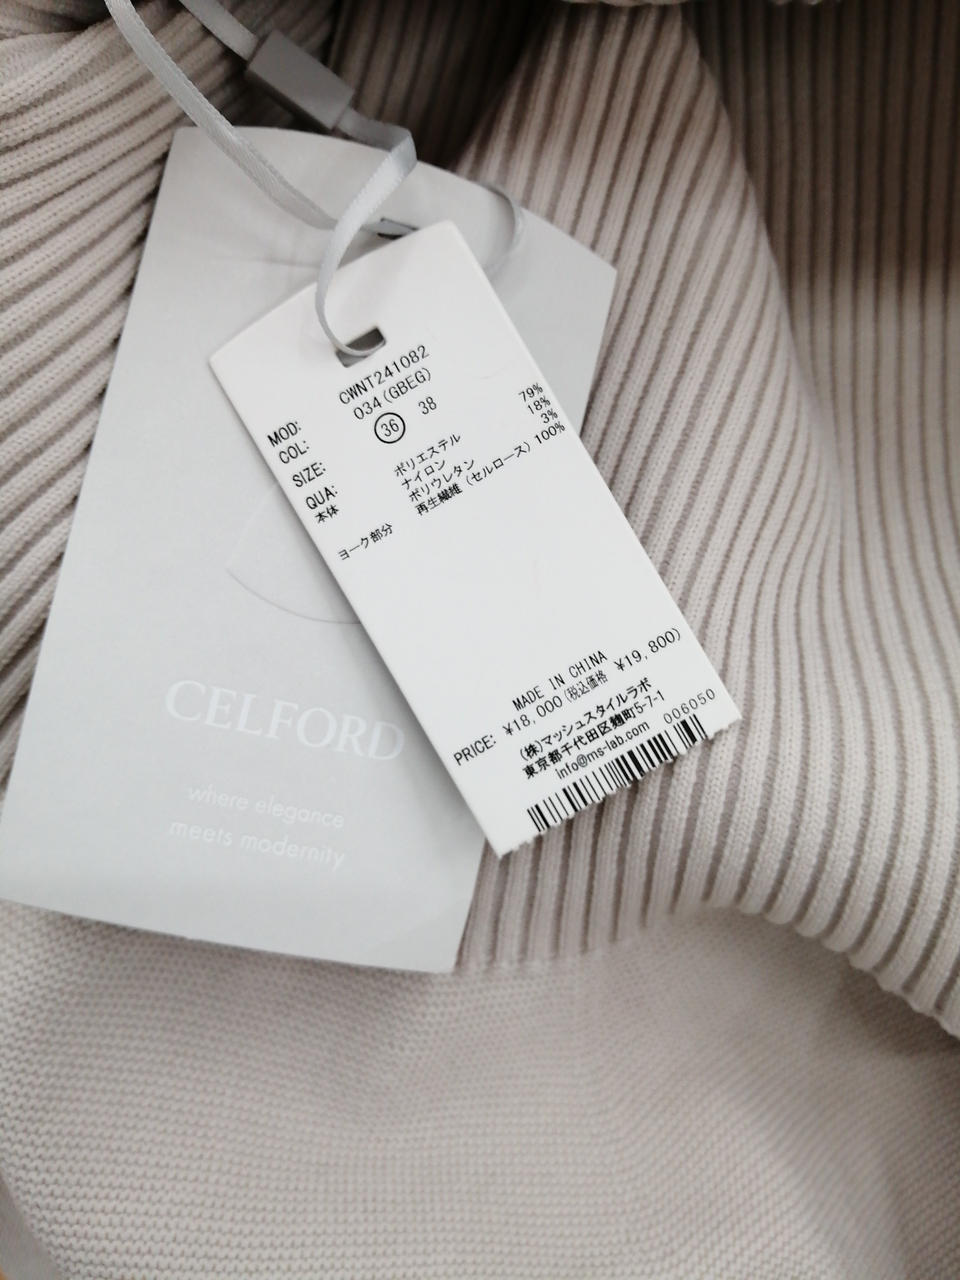 MOD: CWNT241082
COL: 034(GBEG)
SIZE: 36 38
QUA:
本体 ポリエステル 79%
ナイロン 18%
ポリウレタン 3%
ヨーク部分 再生繊維(セルロース)100%
MADE IN CHINA
PRICE: ¥18,000(税込価格 ¥19,800)
(株)マッシュスタイルラボ
東京都千代田区麹町5-7-1
info@ms-lab.com 006050
CELFORD
where elegance
meets modernity